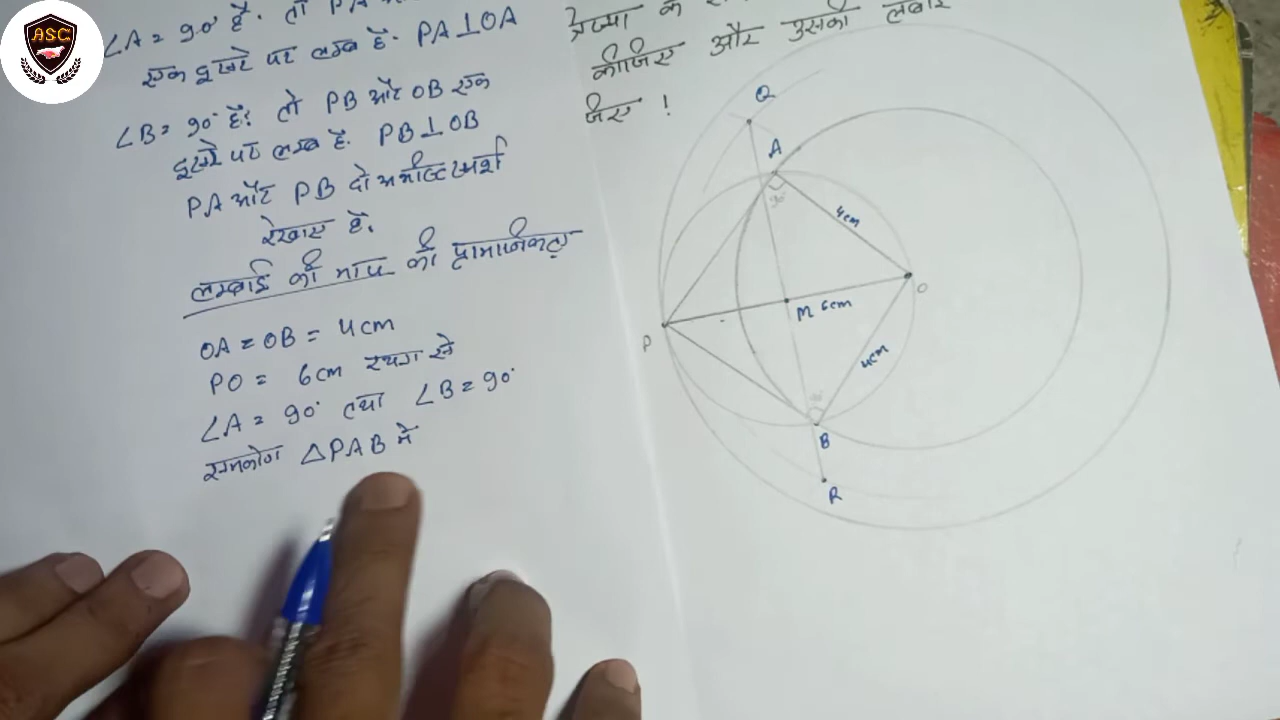 ASC
∠A = 90° है. तो PA
एक दूसरे पर लम्ब है. PA⊥OA
∠B = 90° है: तो PB और OB एक
दूसरे पर लम्ब है. PB⊥OB
PA और PB दो अभीष्ट स्पर्श
रेखाएं हैं.
लम्बाई की माप की प्रामाणिकता
OA = OB = 4cm
PO = 6cm
∠A = 90° तथा ∠B = 90°
समकोण △PAB में
कीजिए और उसकी लंबाई
जिए !
Q
A
90°
4cm
O
M 6cm
P
4cm
B
R